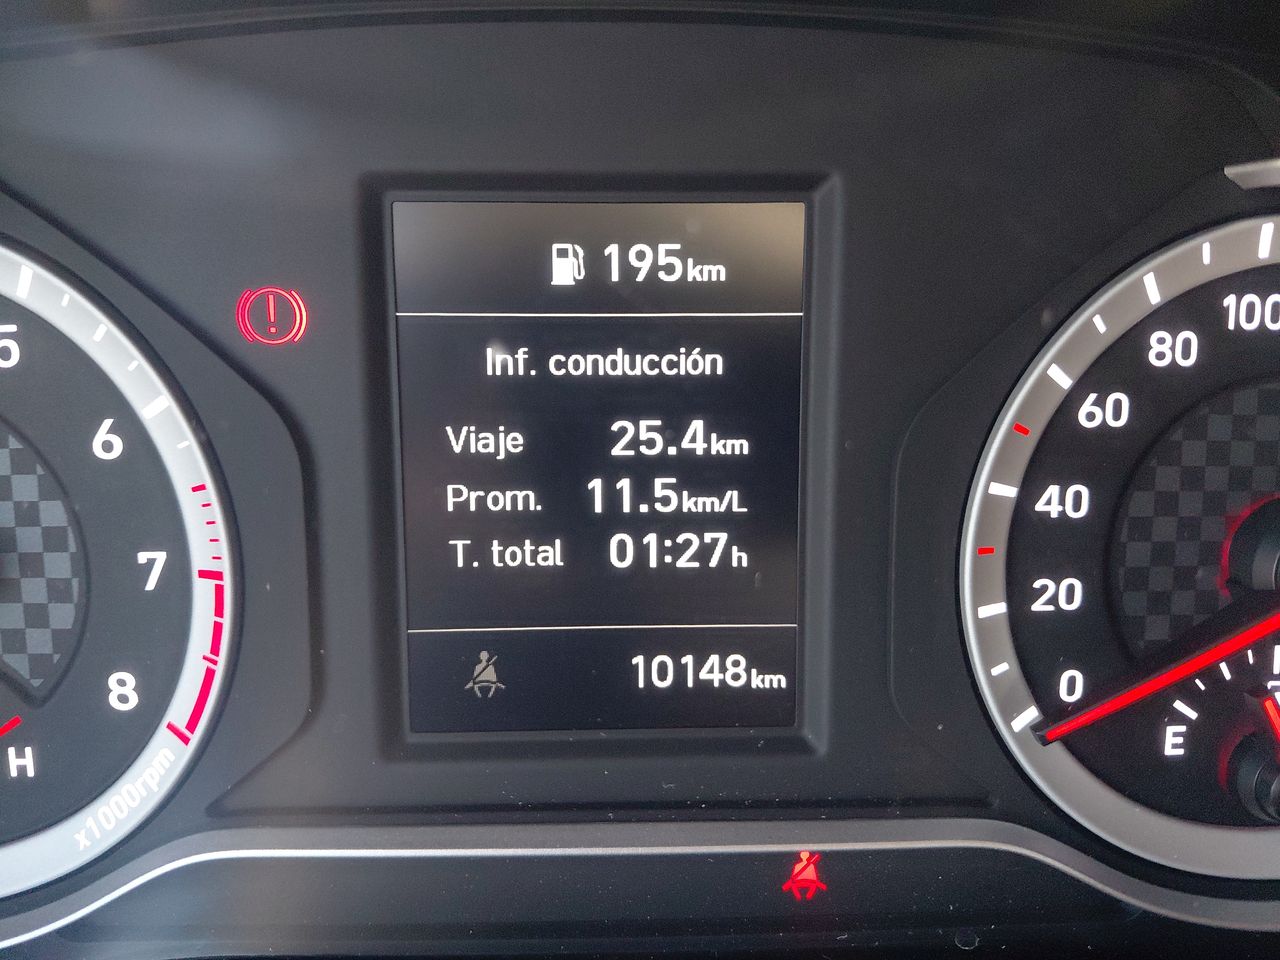 195km
Inf. conducción
Viaje 25.4km
Prom. 11.5km/L
T. total 01:27h
10148km
5
6
7
8
H
x1000rpm
100
80
60
40
20
0
E